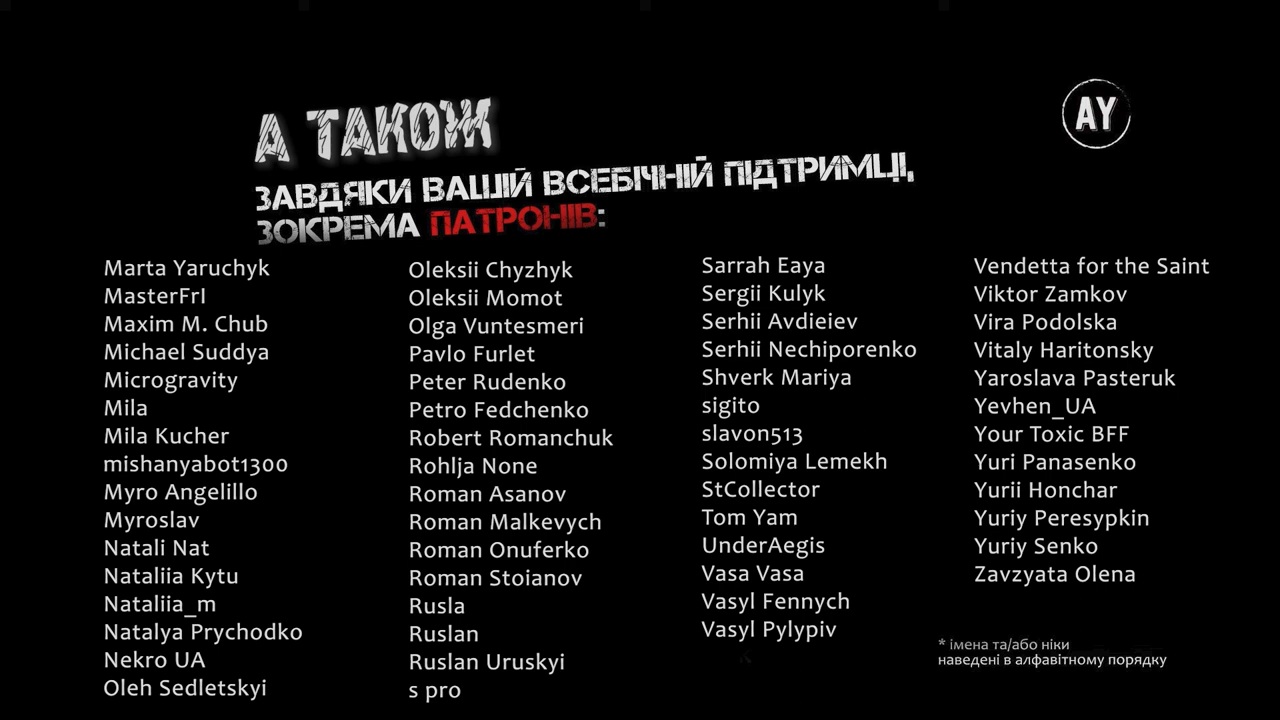 А ТАКОЖ
AY
ЗАВДЯКИ ВАШІЙ ВСЕБІЧНІЙ ПІДТРИМЦІ,
ЗОКРЕМА ПАТРОНІВ:
Marta Yaruchyk
MasterFrI
Maxim M. Chub
Michael Suddya
Microgravity
Mila
Mila Kucher
mishanyabot1300
Myro Angelillo
Myroslav
Natali Nat
Nataliia Kytu
Nataliia_m
Natalya Prychodko
Nekro UA
Oleh Sedletskyi
Oleksii Chyzhyk
Oleksii Momot
Olga Vuntesmeri
Pavlo Furlet
Peter Rudenko
Petro Fedchenko
Robert Romanchuk
Rohlja None
Roman Asanov
Roman Malkevych
Roman Onuferko
Roman Stoianov
Rusla
Ruslan
Ruslan Uruskyi
s pro
Sarrah Eaya
Sergii Kulyk
Serhii Avdieiev
Serhii Nechiporenko
Shverk Mariya
sigito
slavon513
Solomiya Lemekh
StCollector
Tom Yam
UnderAegis
Vasa Vasa
Vasyl Fennych
Vasyl Pylypiv
Vendetta for the Saint
Viktor Zamkov
Vira Podolska
Vitaly Haritonsky
Yaroslava Pasteruk
Yevhen_UA
Your Toxic BFF
Yuri Panasenko
Yurii Honchar
Yuriy Peresypkin
Yuriy Senko
Zavzyata Olena
* імена та/або ніки
наведені в алфавітному порядку